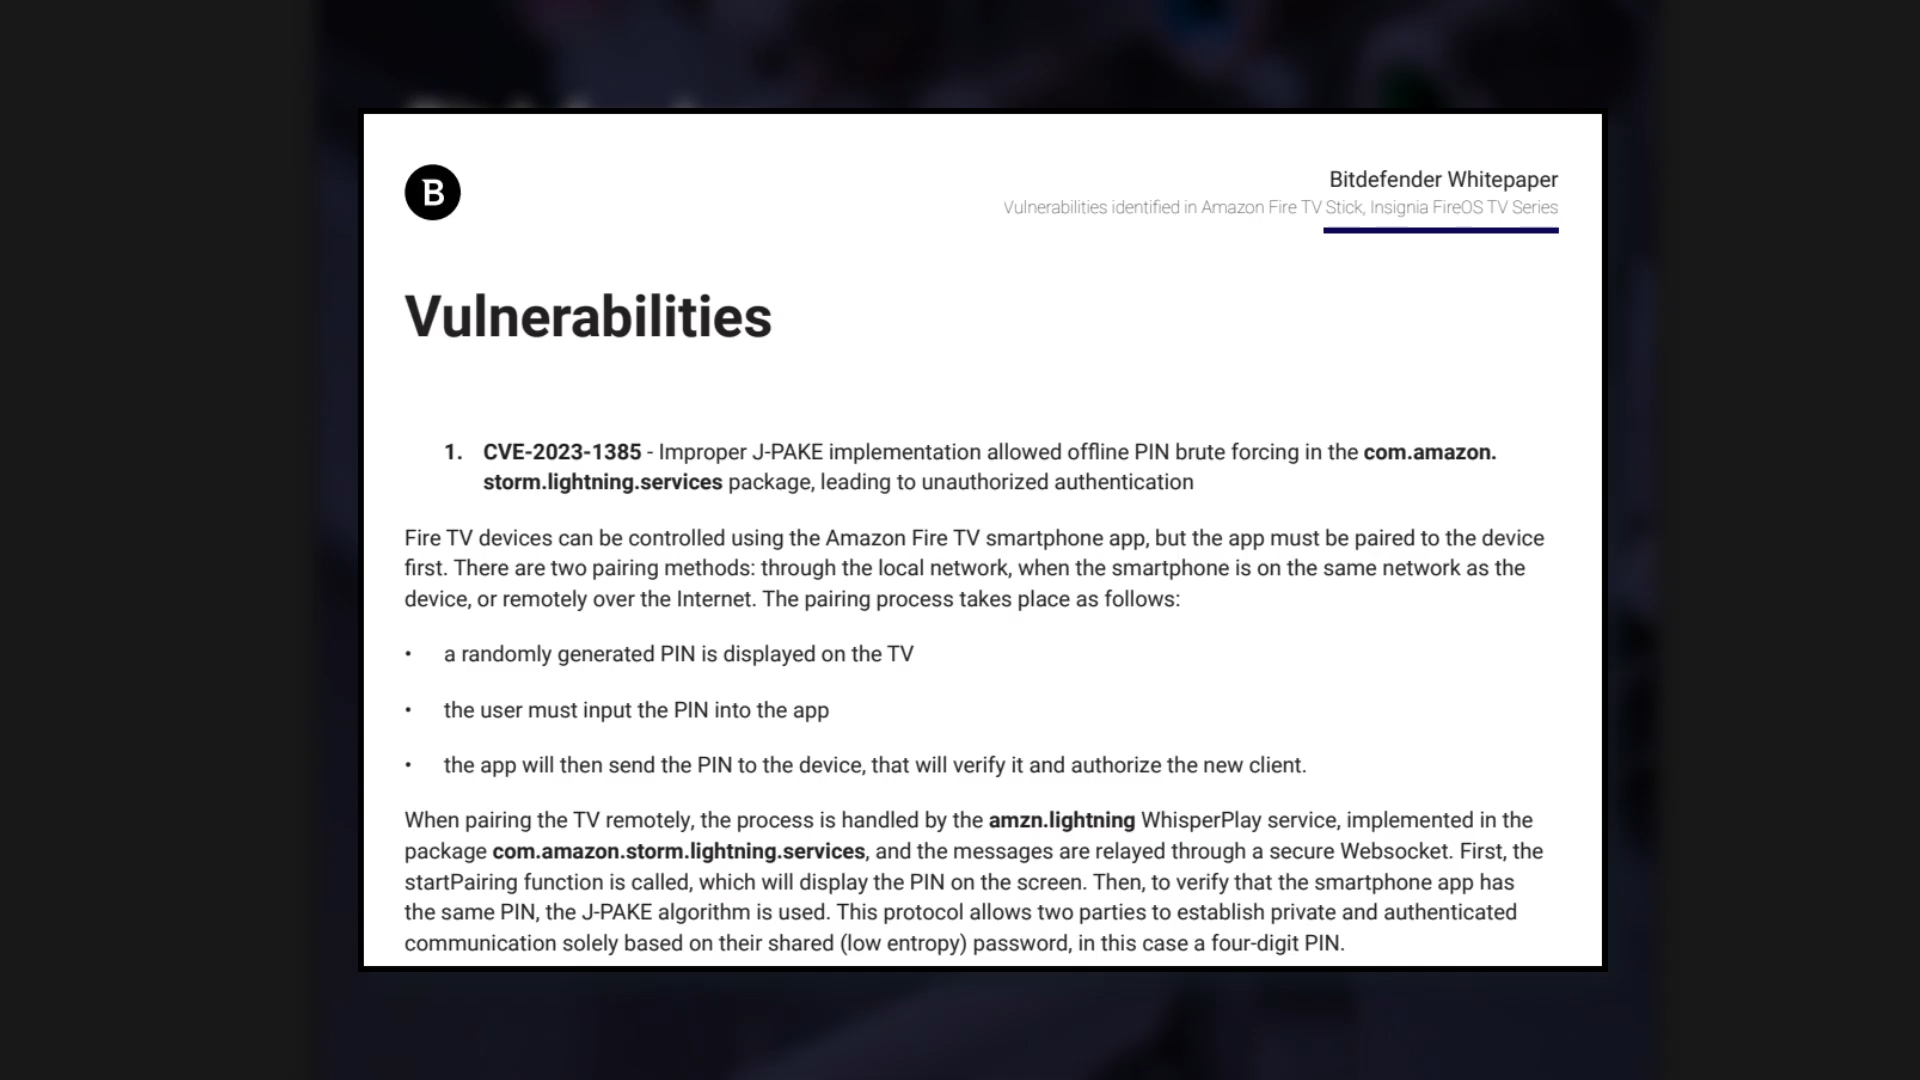 B
Bitdefender Whitepaper
Vulnerabilities identified in Amazon Fire TV Stick, Insignia FireOS TV Series
Vulnerabilities
1. CVE-2023-1385 - Improper J-PAKE implementation allowed offline PIN brute forcing in the com.amazon.
storm.lightning.services package, leading to unauthorized authentication
Fire TV devices can be controlled using the Amazon Fire TV smartphone app, but the app must be paired to the device
first. There are two pairing methods: through the local network, when the smartphone is on the same network as the
device, or remotely over the Internet. The pairing process takes place as follows:
• a randomly generated PIN is displayed on the TV
• the user must input the PIN into the app
• the app will then send the PIN to the device, that will verify it and authorize the new client.
When pairing the TV remotely, the process is handled by the amzn.lightning WhisperPlay service, implemented in the
package com.amazon.storm.lightning.services, and the messages are relayed through a secure Websocket. First, the
startPairing function is called, which will display the PIN on the screen. Then, to verify that the smartphone app has
the same PIN, the J-PAKE algorithm is used. This protocol allows two parties to establish private and authenticated
communication solely based on their shared (low entropy) password, in this case a four-digit PIN.